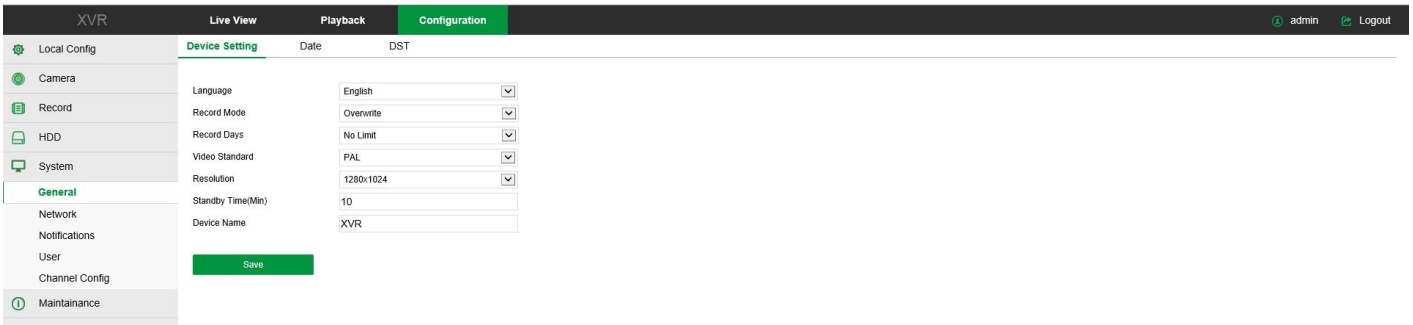 XVR Live View Playback Configuration admin Logout
Local Config Device Setting Date DST
Camera
Language English
Record Record Mode Overwrite
Record Days No Limit
HDD
Video Standard PAL
System
Resolution 1280x1024
General
Standby Time(Min) 10
Network
Device Name XVR
Notifications
User
Save
Channel Config
Maintainance